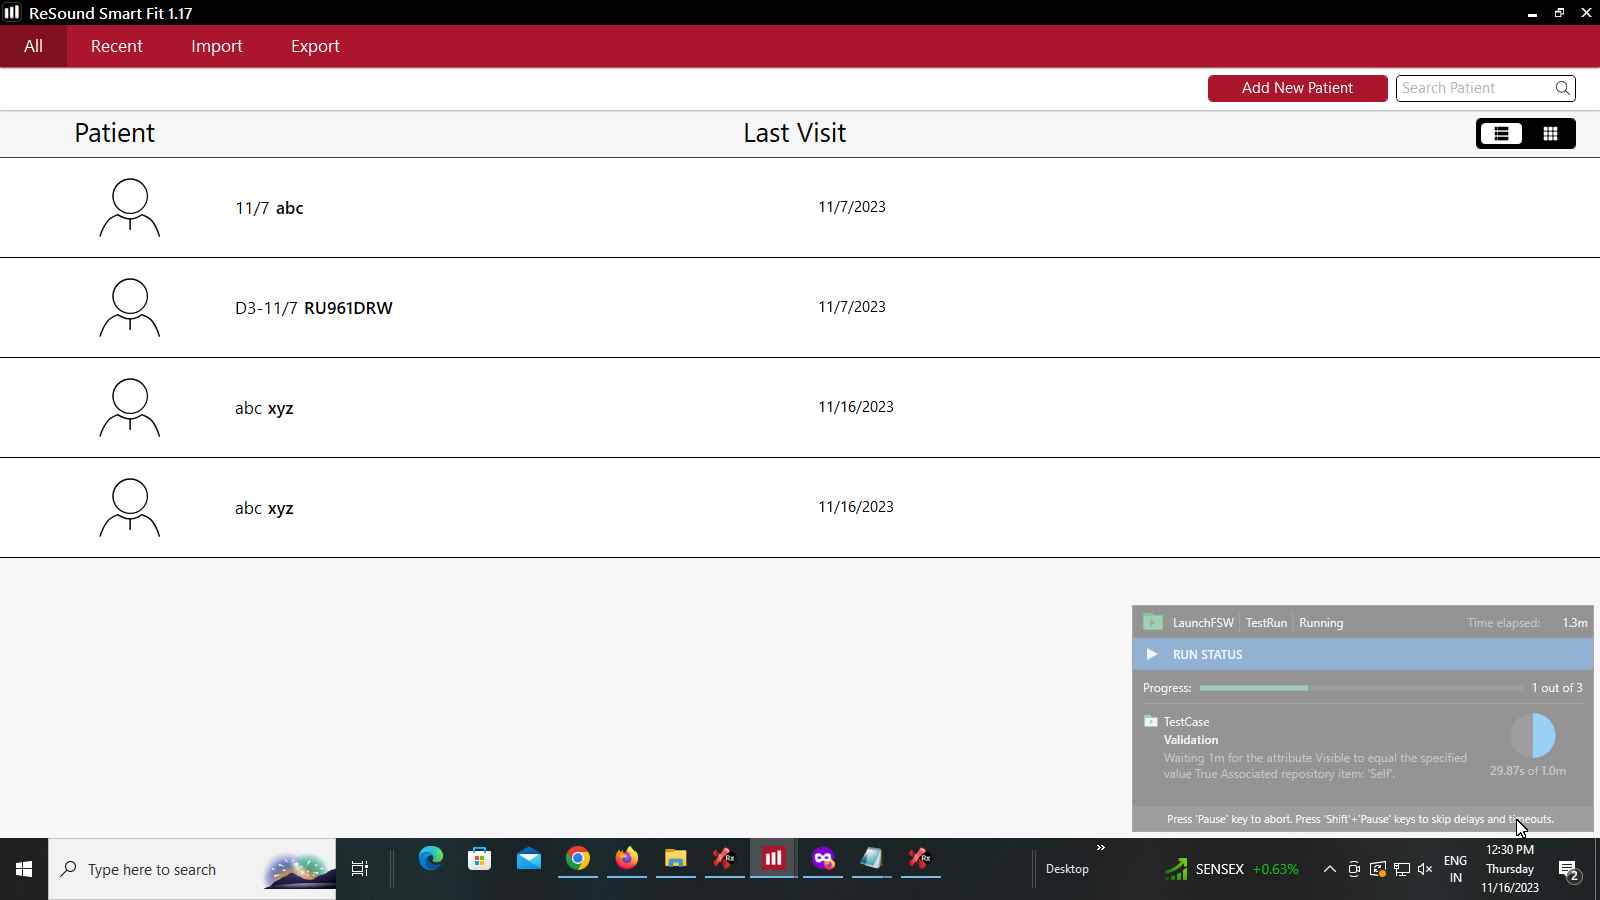 ReSound Smart Fit 1.17
All Recent Import Export
Add New Patient Search Patient
Patient Last Visit
11/7 abc 11/7/2023
D3-11/7 RU961DRW 11/7/2023
abc xyz 11/16/2023
abc xyz 11/16/2023
LaunchFSW TestRun Running Time elapsed: 1.3m
RUN STATUS
Progress: 1 out of 3
TestCase
Validation
Waiting 1m for the attribute Visible to equal the specified
value True Associated repository item: 'Self'.
29.87s of 1.0m
Press 'Pause' key to abort. Press 'Shift'+'Pause' keys to skip delays and timeouts.
Type here to search
Rx
Rx
Desktop
»
SENSEX +0.63%
ENG
IN
12:30 PM
Thursday
11/16/2023
2